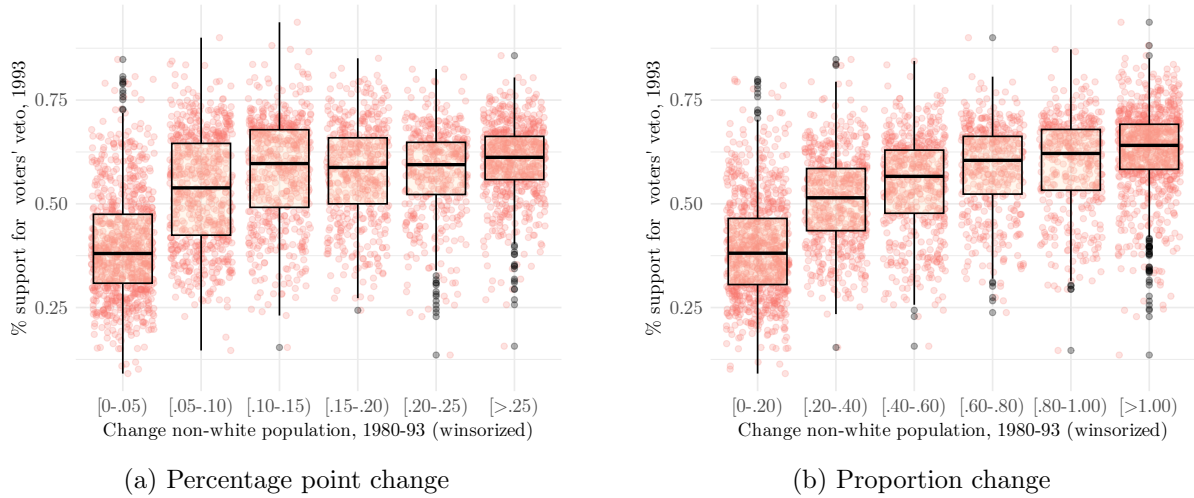 % support for voters' veto, 1993
0.75
0.50
0.25
[0-.05) [.05-.10) [.10-.15) [.15-.20) [.20-.25) [>.25)
Change non-white population, 1980-93 (winsorized)
(a) Percentage point change
% support for voters' veto, 1993
0.75
0.50
0.25
[0-.20) [.20-.40) [.40-.60) [.60-.80) [.80-1.00) [>1.00)
Change non-white population, 1980-93 (winsorized)
(b) Proportion change